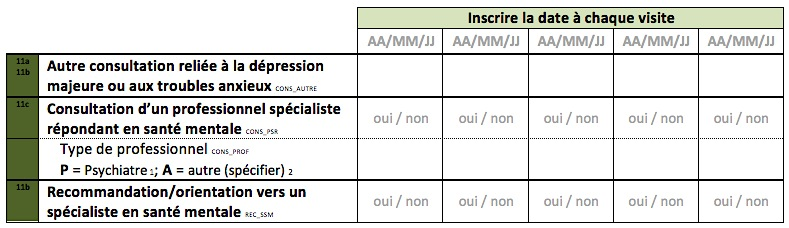 Inscrire la date à chaque visite
AA/MM/JJ AA/MM/JJ AA/MM/JJ AA/MM/JJ AA/MM/JJ
11a Autre consultation reliée à la dépression
11b majeure ou aux troubles anxieux CONS_AUTRE
11c Consultation d'un professionnel spécialiste
répondant en santé mentale CONS_PSR oui / non oui / non oui / non oui / non oui / non
Type de professionnel CONS_PROF
P = Psychiatre 1; A = autre (spécifier) 2
11b Recommandation/orientation vers un
spécialiste en santé mentale REC_SSM oui / non oui / non oui / non oui / non oui / non